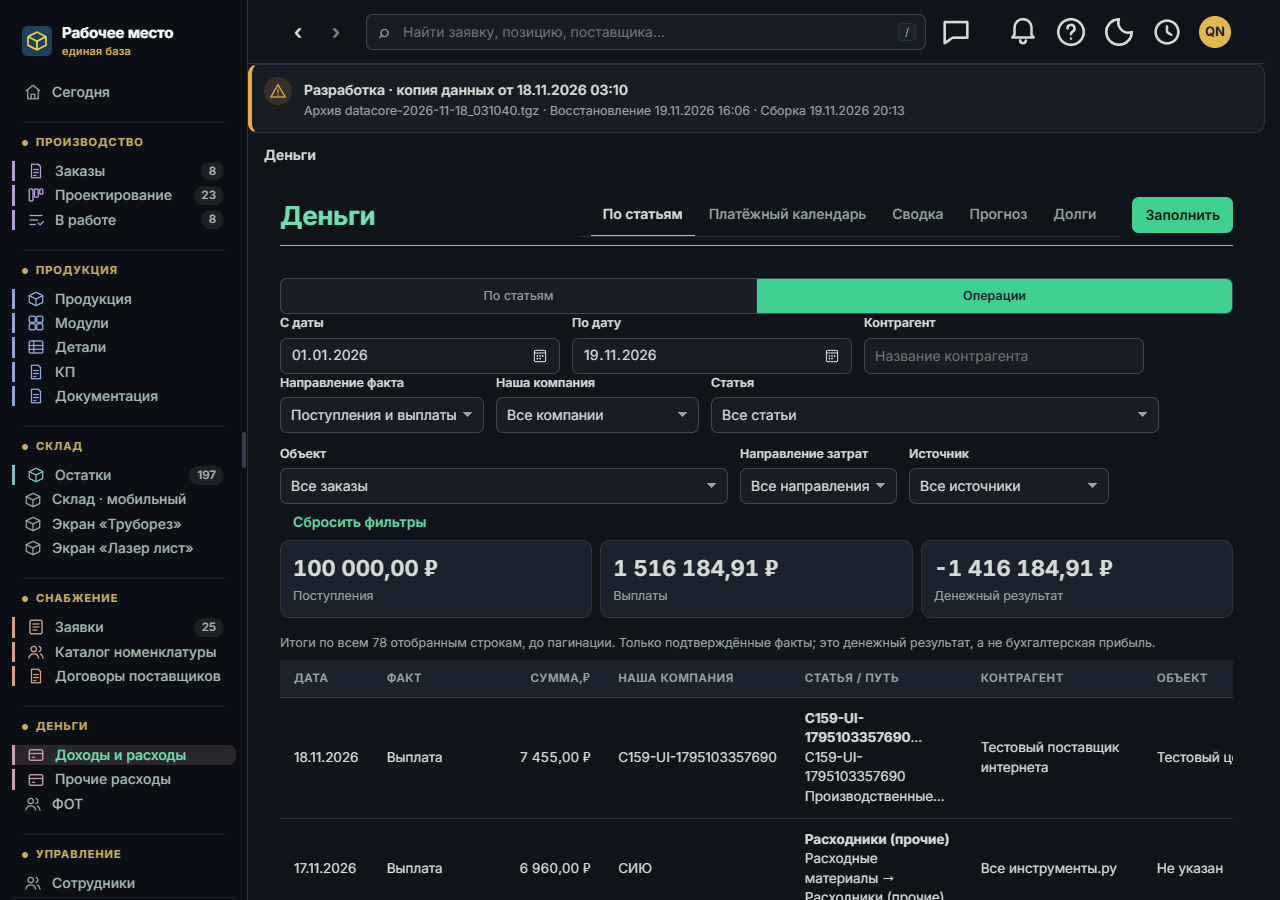 Рабочее место
единая база
Сегодня
ПРОИЗВОДСТВО
Заказы 8
Проектирование 23
В работе 8
ПРОДУКЦИЯ
Продукция
Модули
Детали
КП
Документация
СКЛАД
Остатки 197
Склад · мобильный
Экран «Труборез»
Экран «Лазер лист»
СНАБЖЕНИЕ
Заявки 25
Каталог номенклатуры
Договоры поставщиков
ДЕНЬГИ
Доходы и расходы
Прочие расходы
ФОТ
УПРАВЛЕНИЕ
Сотрудники
Найти заявку, позицию, поставщика... /
QN
Разработка · копия данных от 18.11.2026 03:10
Архив datacore-2026-11-18_031040.tgz · Восстановление 19.11.2026 16:06 · Сборка 19.11.2026 20:13
Деньги
Деньги
По статьям Платёжный календарь Сводка Прогноз Долги Заполнить
По статьям Операции
С даты По дату Контрагент
01.01.2026 19.11.2026 Название контрагента
Направление факта Наша компания Статья
Поступления и выплаты Все компании Все статьи
Объект Направление затрат Источник
Все заказы Все направления Все источники
Сбросить фильтры
100 000,00 ₽ 1 516 184,91 ₽ -1 416 184,91 ₽
Поступления Выплаты Денежный результат
Итоги по всем 78 отобранным строкам, до пагинации. Только подтверждённые факты; это денежный результат, а не бухгалтерская прибыль.
ДАТА ФАКТ СУММА,₽ НАША КОМПАНИЯ СТАТЬЯ / ПУТЬ КОНТРАГЕНТ ОБЪЕКТ
C159-UI-
1795103357690...
18.11.2026 Выплата 7 455,00 ₽ C159-UI-1795103357690 C159-UI- Тестовый поставщик интернета Тестовый
1795103357690
Производственные...
Расходники (прочие)
17.11.2026 Выплата 6 960,00 ₽ СИЮ Расходные Все инструменты.ру Не указан
материалы →
Расходники (прочие)